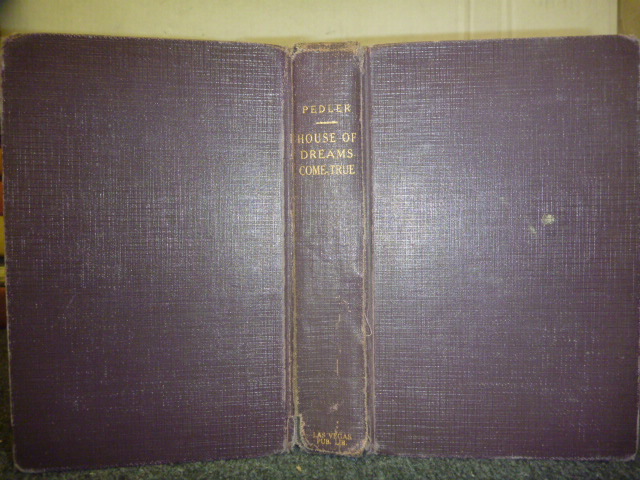 PEDLER
HOUSE OF
DREAMS
COME TRUE
LAS VEGAS
PUB. LIB.